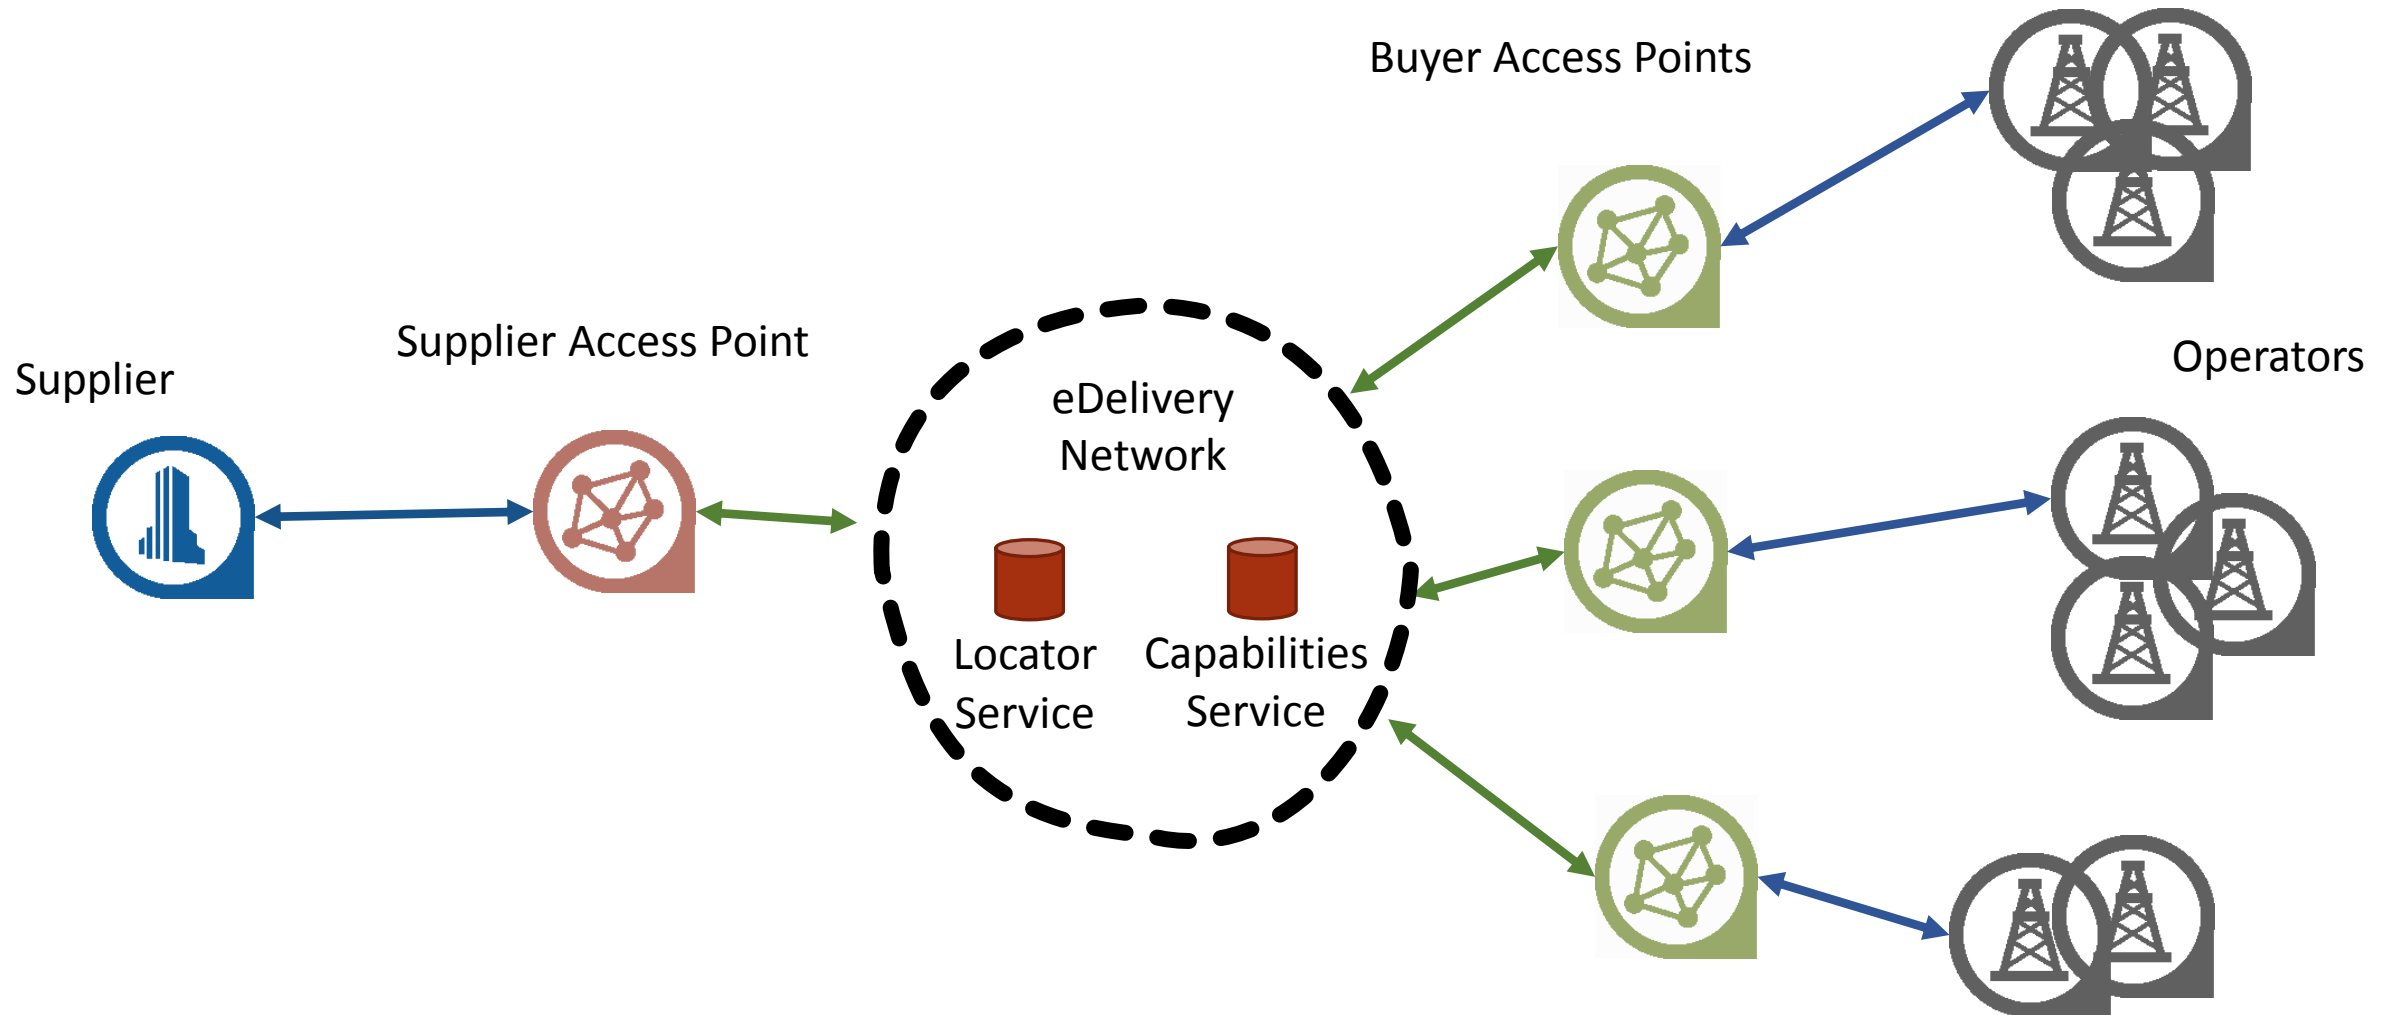 Buyer Access Points
Supplier Access Point
Supplier
Operators
eDelivery
Network
Locator
Service
Capabilities
Service